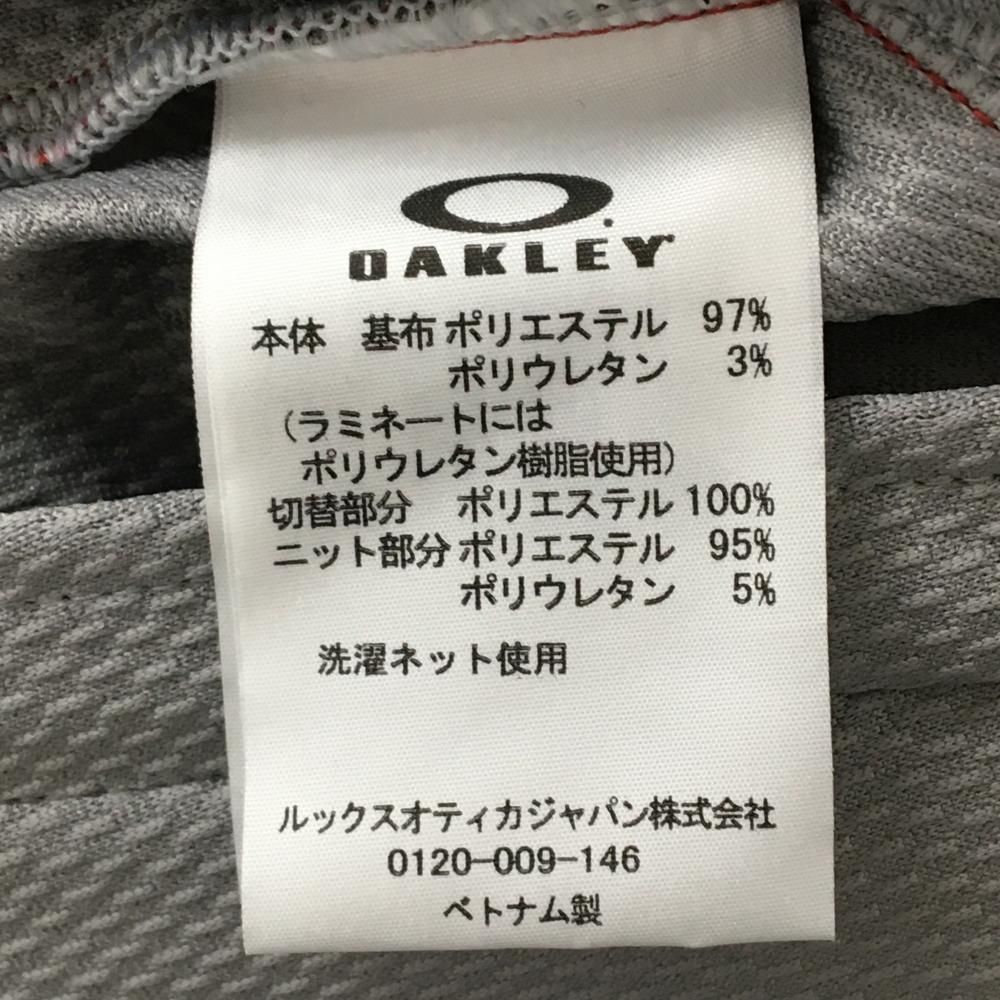 OAKLEY
本体 基布 ポリエステル 97%
ポリウレタン 3%
(ラミネートには
ポリウレタン樹脂使用)
切替部分 ポリエステル 100%
ニット部分 ポリエステル 95%
ポリウレタン 5%
洗濯ネット使用
ルックスオティカジャパン株式会社
0120-009-146
ベトナム製